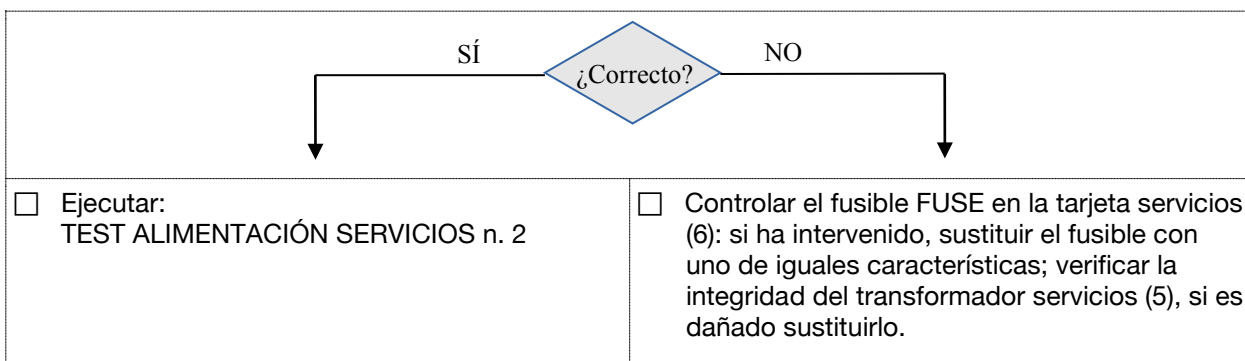 SÍ
¿Correcto?
NO
Ejecutar:
TEST ALIMENTACIÓN SERVICIOS n. 2
Controlar el fusible FUSE en la tarjeta servicios
(6): si ha intervenido, sustituir el fusible con
uno de iguales características; verificar la
integridad del transformador servicios (5), si es
dañado sustituirlo.